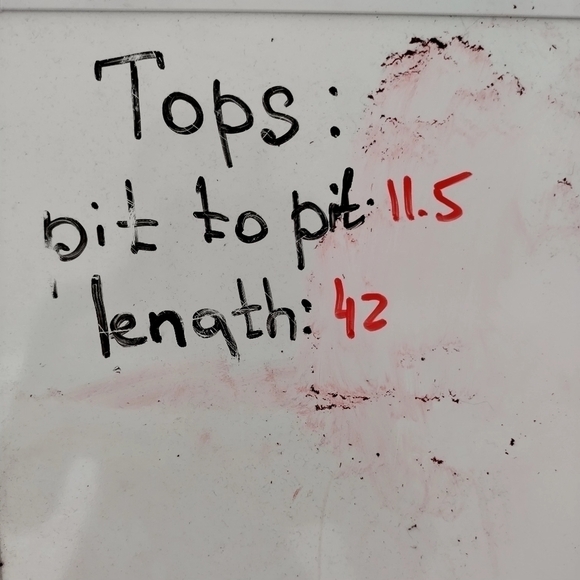 Tops:
pit to pit: 11.5
length: 42